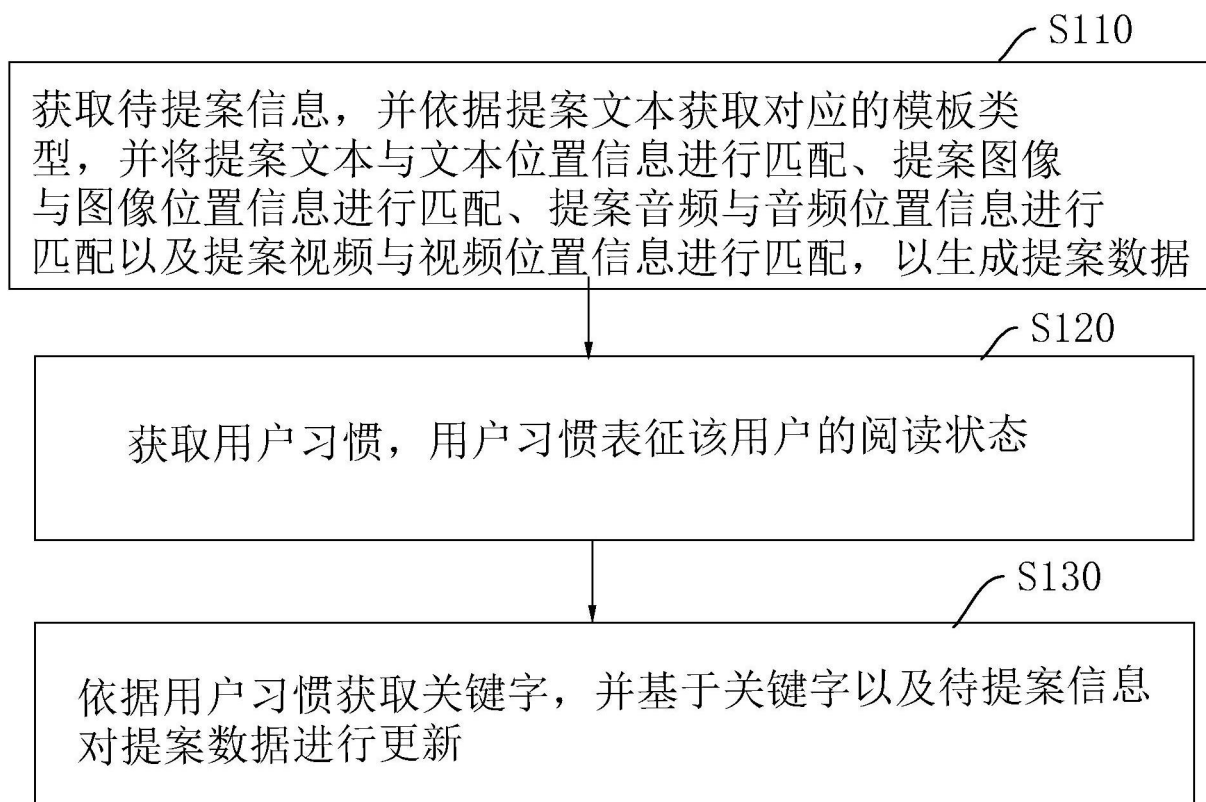 S110
获取待提案信息，并依据提案文本获取对应的模板类
型，并将提案文本与文本位置信息进行匹配、提案图像
与图像位置信息进行匹配、提案音频与音频位置信息进行
匹配以及提案视频与视频位置信息进行匹配，以生成提案数据
S120
获取用户习惯，用户习惯表征该用户的阅读状态
S130
依据用户习惯获取关键字，并基于关键字以及待提案信息
对提案数据进行更新